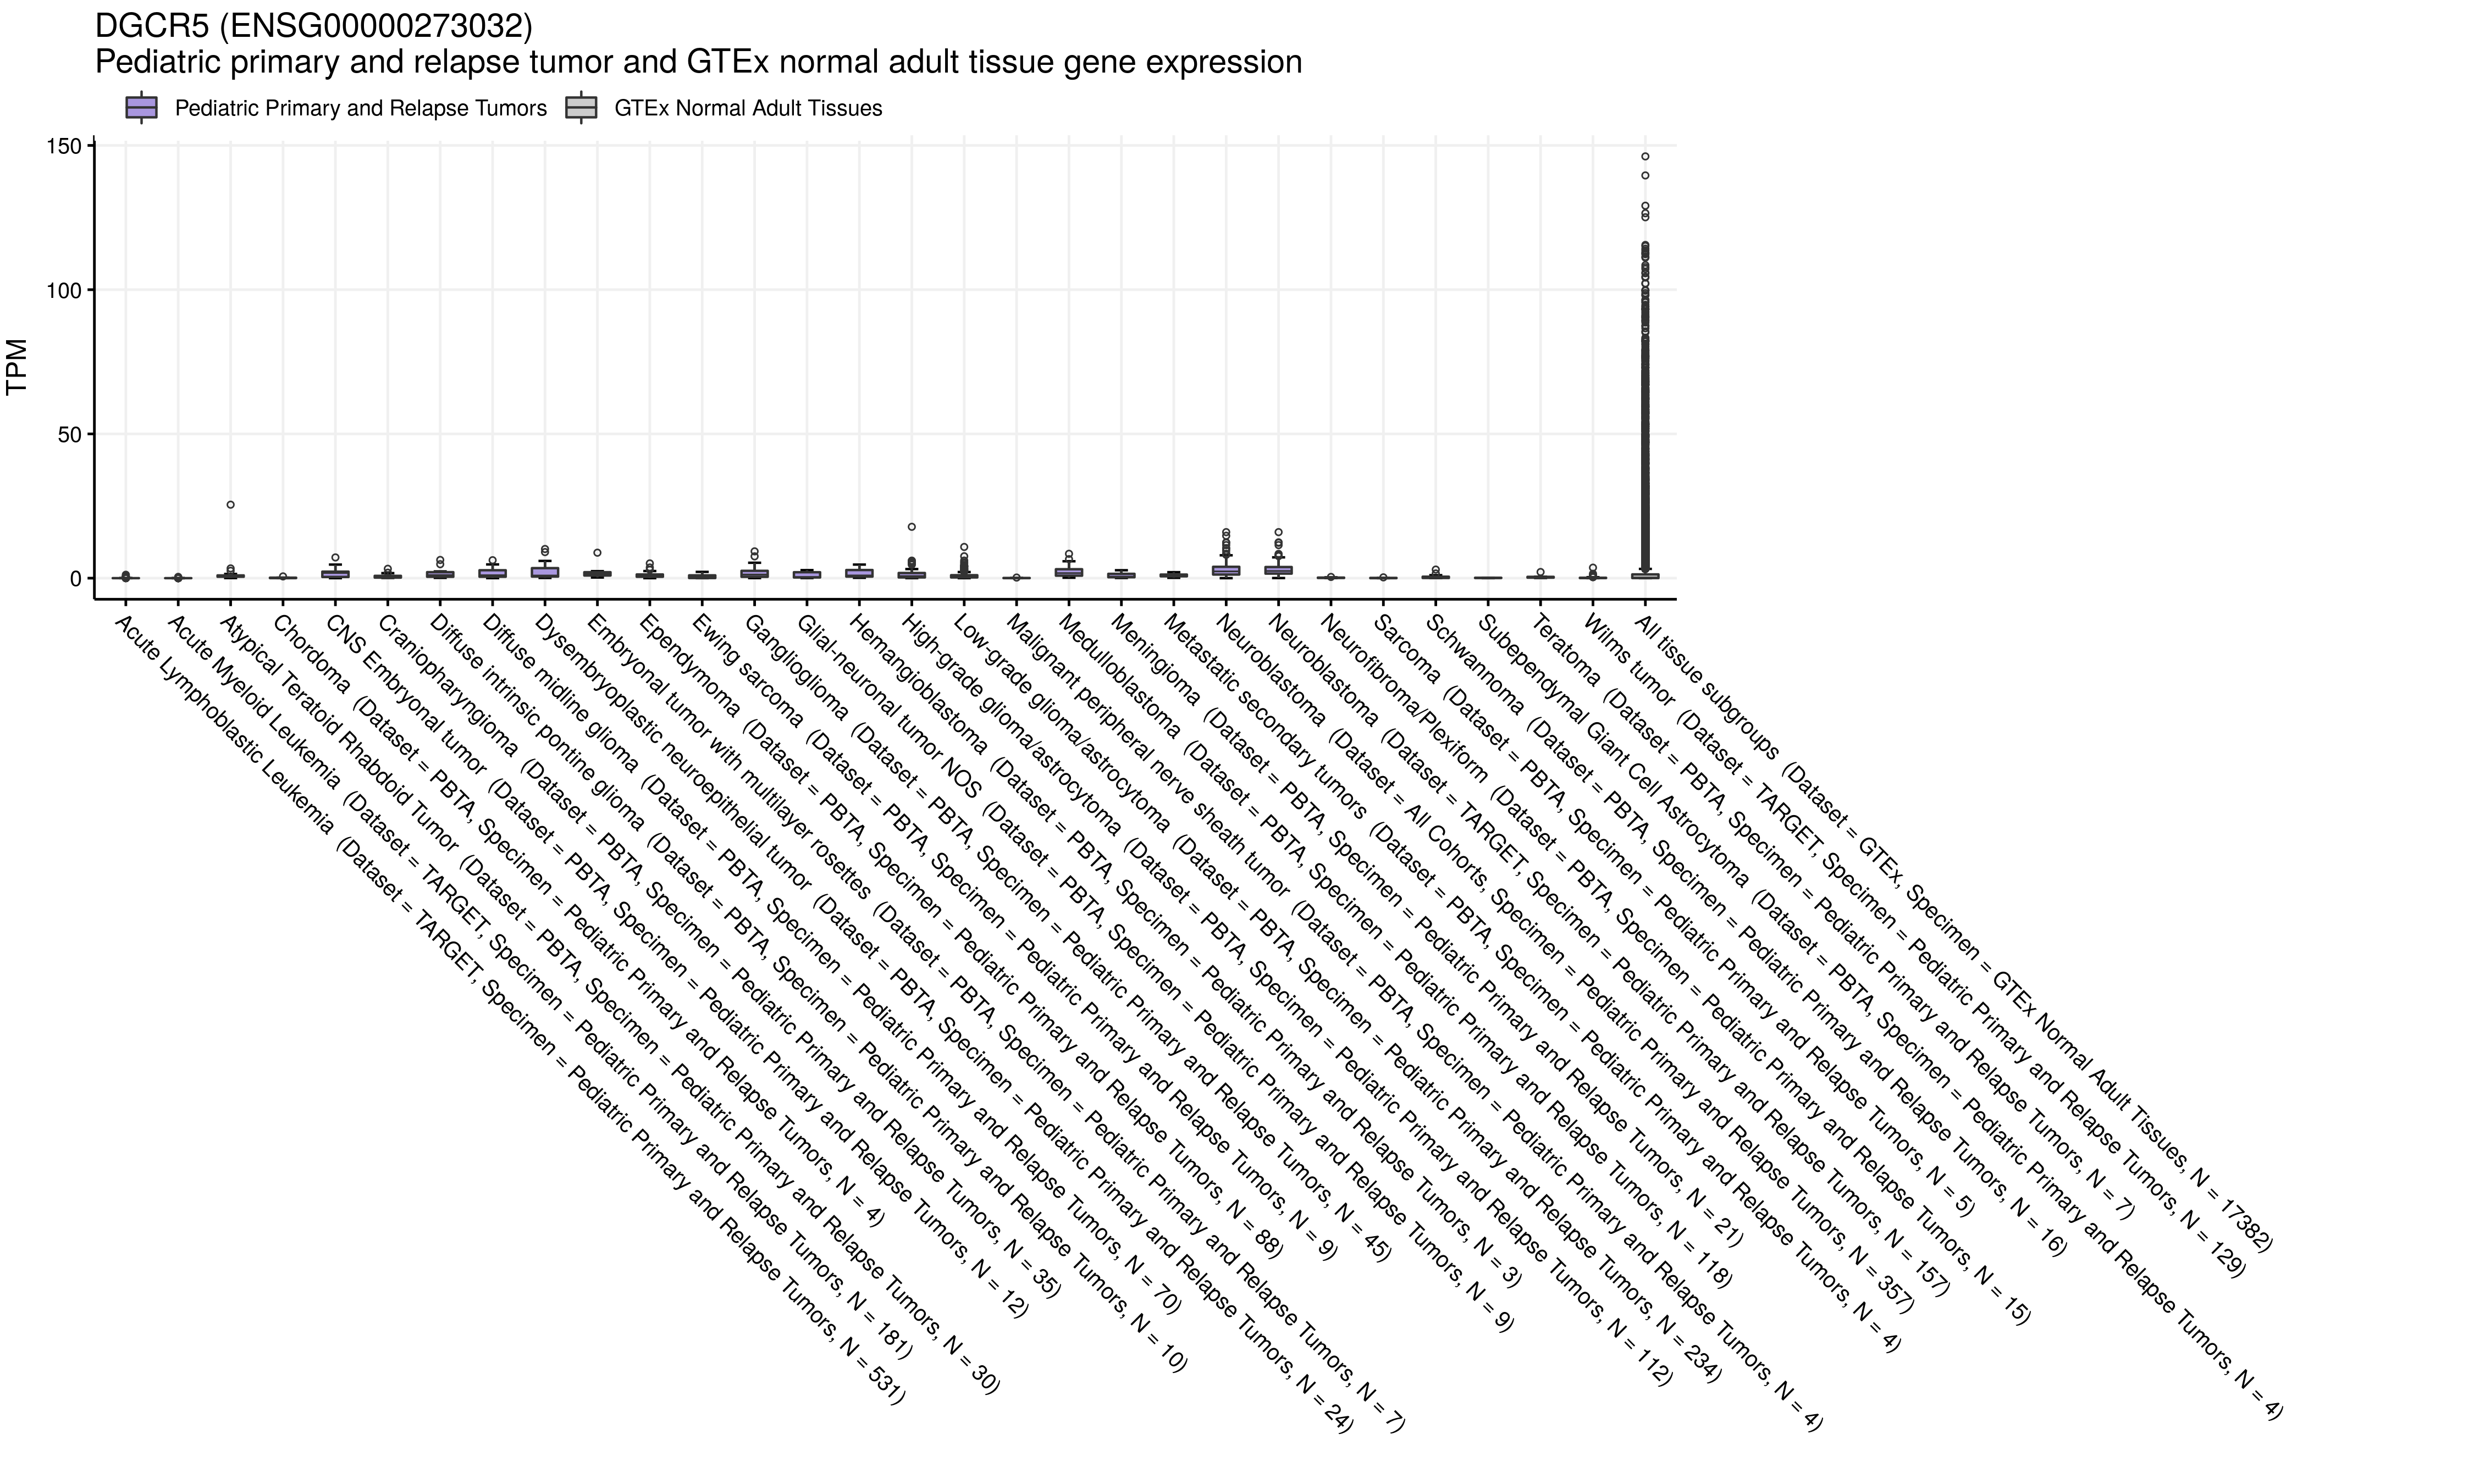 DGCR5 (ENSG00000273032)
Pediatric primary and relapse tumor and GTEx normal adult tissue gene expression
Pediatric Primary and Relapse Tumors
GTEx Normal Adult Tissues
TPM
150
100
50
0
Acute Lymphoblastic Leukemia (Dataset = TARGET, Specimen = Pediatric Primary and Relapse Tumors, N = 531)
Acute Myeloid Leukemia (Dataset = TARGET, Specimen = Pediatric Primary and Relapse Tumors, N = 181)
Atypical Teratoid Rhabdoid Tumor (Dataset = PBTA, Specimen = Pediatric Primary and Relapse Tumors, N = 30)
Chordoma (Dataset = PBTA, Specimen = Pediatric Primary and Relapse Tumors, N = 4)
CNS Embryonal tumor (Dataset = PBTA, Specimen = Pediatric Primary and Relapse Tumors, N = 12)
Craniopharyngioma (Dataset = PBTA, Specimen = Pediatric Primary and Relapse Tumors, N = 35)
Diffuse intrinsic pontine glioma (Dataset = PBTA, Specimen = Pediatric Primary and Relapse Tumors, N = 10)
Diffuse midline glioma (Dataset = PBTA, Specimen = Pediatric Primary and Relapse Tumors, N = 70)
Dysembryoplastic neuroepithelial tumor (Dataset = PBTA, Specimen = Pediatric Primary and Relapse Tumors, N = 24)
Embryonal tumor with multilayer rosettes (Dataset = PBTA, Specimen = Pediatric Primary and Relapse Tumors, N = 7)
Ependymoma (Dataset = PBTA, Specimen = Pediatric Primary and Relapse Tumors, N = 88)
Ewing sarcoma (Dataset = PBTA, Specimen = Pediatric Primary and Relapse Tumors, N = 9)
Ganglioglioma (Dataset = PBTA, Specimen = Pediatric Primary and Relapse Tumors, N = 45)
Glial-neuronal tumor NOS (Dataset = PBTA, Specimen = Pediatric Primary and Relapse Tumors, N = 9)
Hemangioblastoma (Dataset = PBTA, Specimen = Pediatric Primary and Relapse Tumors, N = 3)
High-grade glioma/astrocytoma (Dataset = PBTA, Specimen = Pediatric Primary and Relapse Tumors, N = 112)
Low-grade glioma/astrocytoma (Dataset = PBTA, Specimen = Pediatric Primary and Relapse Tumors, N = 234)
Malignant peripheral nerve sheath tumor (Dataset = PBTA, Specimen = Pediatric Primary and Relapse Tumors, N = 4)
Medulloblastoma (Dataset = PBTA, Specimen = Pediatric Primary and Relapse Tumors, N = 118)
Meningioma (Dataset = PBTA, Specimen = Pediatric Primary and Relapse Tumors, N = 21)
Metastatic secondary tumors (Dataset = PBTA, Specimen = Pediatric Primary and Relapse Tumors, N = 4)
Neuroblastoma (Dataset = All Cohorts, Specimen = Pediatric Primary and Relapse Tumors, N = 357)
Neuroblastoma (Dataset = TARGET, Specimen = Pediatric Primary and Relapse Tumors, N = 157)
Neurofibroma/Plexiform (Dataset = PBTA, Specimen = Pediatric Primary and Relapse Tumors, N = 15)
Sarcoma (Dataset = PBTA, Specimen = Pediatric Primary and Relapse Tumors, N = 5)
Schwannoma (Dataset = PBTA, Specimen = Pediatric Primary and Relapse Tumors, N = 16)
Subependymal Giant Cell Astrocytoma (Dataset = PBTA, Specimen = Pediatric Primary and Relapse Tumors, N = 4)
Teratoma (Dataset = PBTA, Specimen = Pediatric Primary and Relapse Tumors, N = 7)
Wilms tumor (Dataset = TARGET, Specimen = Pediatric Primary and Relapse Tumors, N = 129)
All tissue subgroups (Dataset = GTEx, Specimen = GTEx Normal Adult Tissues, N = 17382)